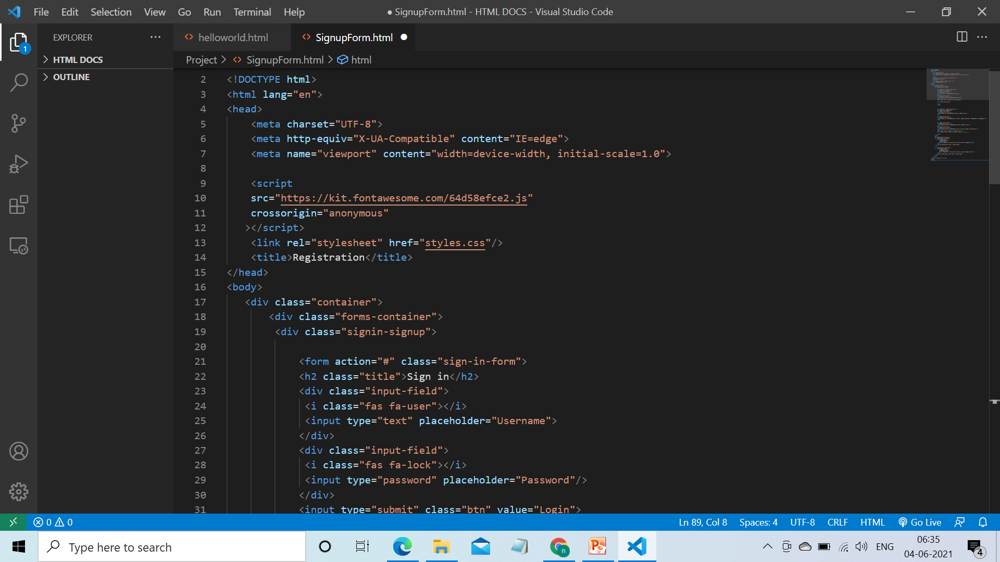 File Edit Selection View Go Run Terminal Help
● SignupForm.html - HTML DOCS - Visual Studio Code
EXPLORER
HTML DOCS
OUTLINE
1
helloworld.html
SignupForm.html
Project > SignupForm.html > html
2 <!DOCTYPE html>
3 <html lang="en">
4 <head>
5 <meta charset="UTF-8">
6 <meta http-equiv="X-UA-Compatible" content="IE=edge">
7 <meta name="viewport" content="width=device-width, initial-scale=1.0">
8
9 <script
10 src="https://kit.fontawesome.com/64d58efce2.js"
11 crossorigin="anonymous"
12 ></script>
13 <link rel="stylesheet" href="styles.css"/>
14 <title>Registration</title>
15 </head>
16 <body>
17 <div class="container">
18 <div class="forms-container">
19 <div class="signin-signup">
20
21 <form action="#" class="sign-in-form">
22 <h2 class="title">Sign in</h2>
23 <div class="input-field">
24 <i class="fas fa-user"></i>
25 <input type="text" placeholder="Username">
26 </div>
27 <div class="input-field">
28 <i class="fas fa-lock"></i>
29 <input type="password" placeholder="Password"/>
30 </div>
31 <input type="submit" class="btn" value="Login">
0 0
Ln 89, Col 8 Spaces: 4 UTF-8 CRLF HTML Go Live
Type here to search
n
P
ENG
06:35
04-06-2021
4